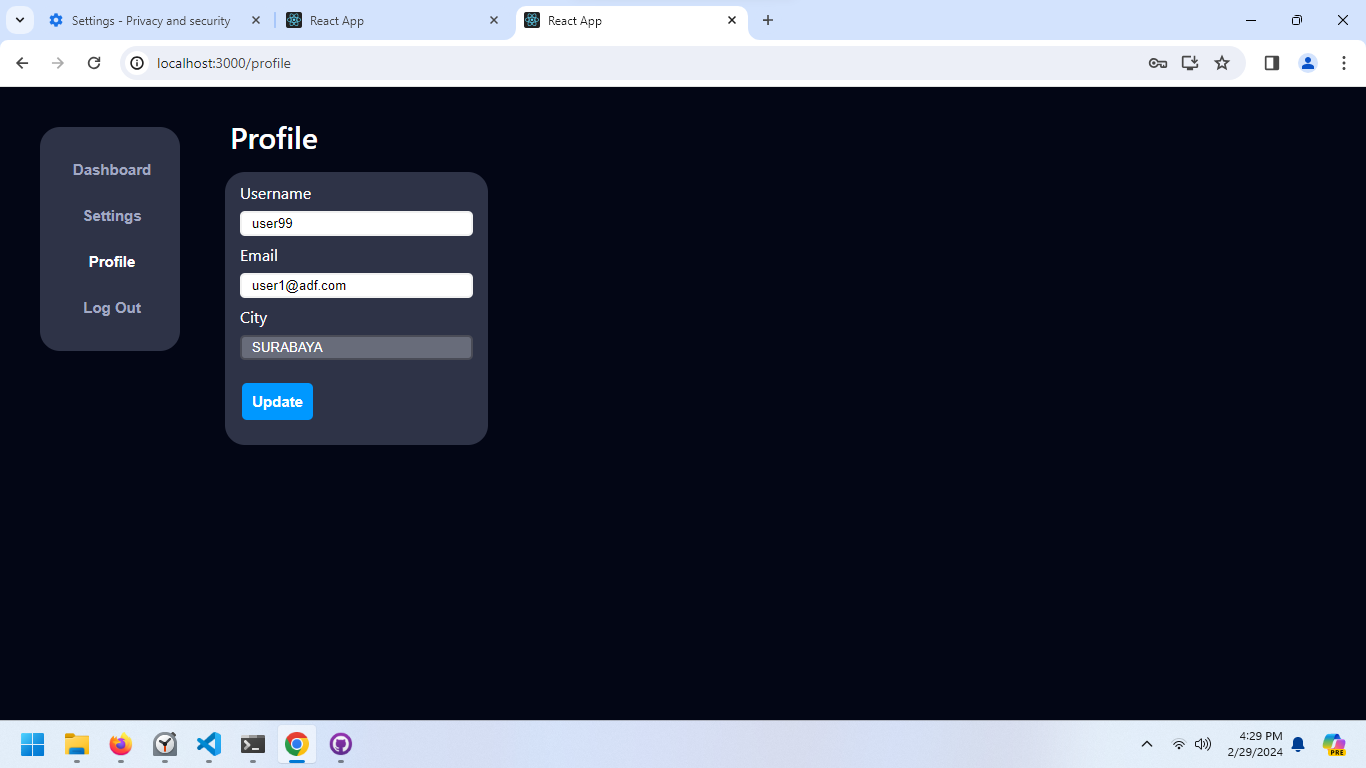 Settings - Privacy and security
React App
React App
localhost:3000/profile
Dashboard
Settings
Profile
Log Out
Profile
Username
user99
Email
user1@adf.com
City
SURABAYA
Update
4:29 PM
2/29/2024
PRE